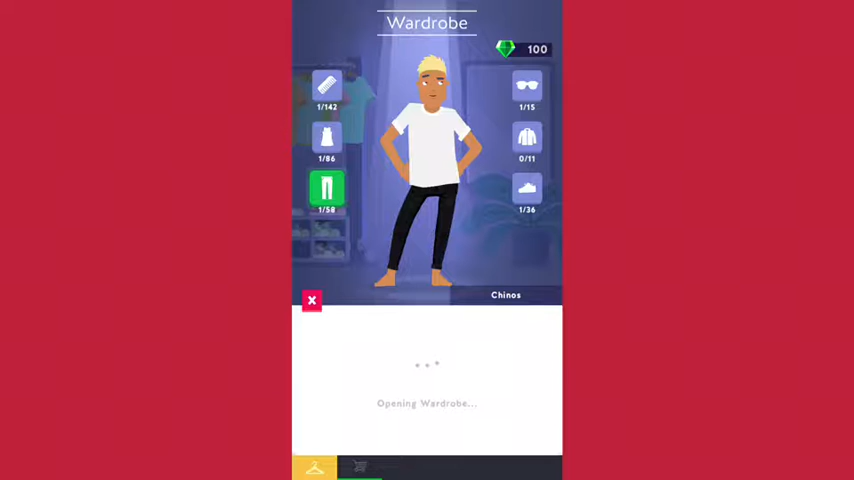 Wardrobe
100
1/142
1/15
1/86
0/11
1/58
1/36
Chinos
Opening Wardrobe...